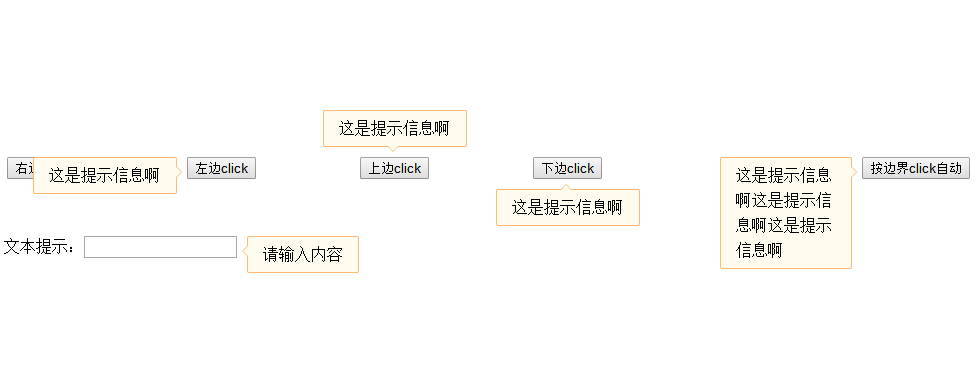 这是提示信息啊
右边
这是提示信息啊
左边click
上边click
下边click
这是提示信息
啊这是提示信
息啊这是提示
信息啊
按边界click自动
这是提示信息啊
文本提示：
请输入内容